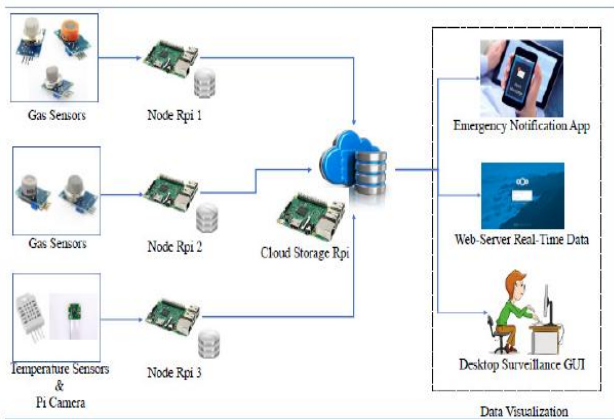 Gas Sensors
Node Rpi 1
Emergency Notification App
Gas Sensors
Node Rpi 2
Cloud Storage Rpi
Web-Server Real-Time Data
Temperature Sensors
&
Pi Camera
Node Rpi 3
Desktop Surveillance GUI
Data Visualization